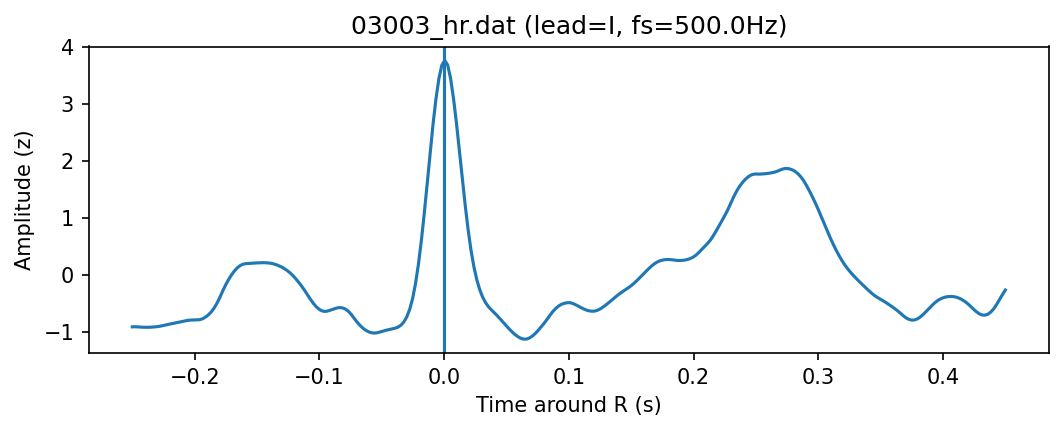 03003_hr.dat (lead=I, fs=500.0Hz)
Amplitude (z)
4
3
2
1
0
−1
−0.2 −0.1 0.0 0.1 0.2 0.3 0.4
Time around R (s)